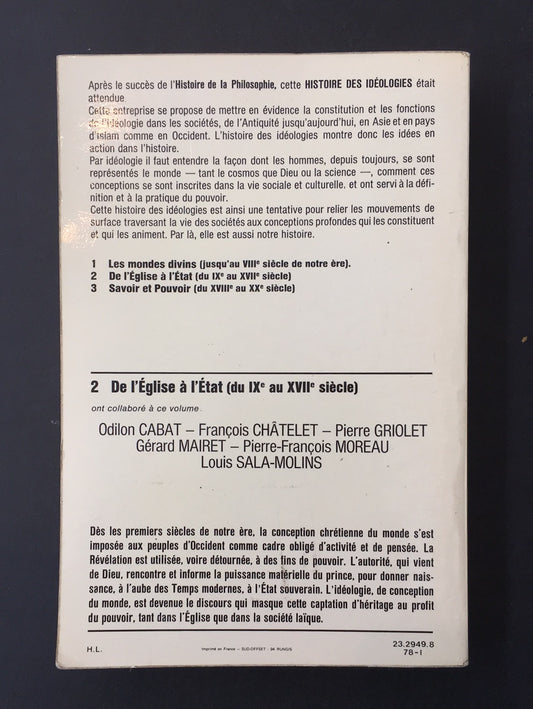 Après le succès de l'Histoire de la Philosophie, cette HISTOIRE DES IDÉOLOGIES était
attendue
Cette entreprise se propose de mettre en évidence la constitution et les fonctions
de l'idéologie dans les sociétés, de l'Antiquité jusqu'aujourd'hui, en Asie et en pays
d'Islam comme en Occident. L'histoire des idéologies montre donc les idées en
action dans l'histoire.
Par idéologie il faut entendre la façon dont les hommes, depuis toujours, se sont
représentés le monde — tant le cosmos que Dieu ou la science —, comment ces
conceptions se sont inscrites dans la vie sociale et culturelle, et ont servi à la défi-
nition et à la pratique du pouvoir.
Cette histoire des idéologies est ainsi une tentative pour relier les mouvements de
surface traversant la vie des sociétés aux conceptions profondes qui les constituent
et qui les animent. Par là, elle est aussi notre histoire.
1 Les mondes divins (jusqu'au VIIIe siècle de notre ère).
2 De l'Église à l'État (du IXe au XVIIe siècle)
3 Savoir et Pouvoir (du XVIIIe au XXe siècle)
2 De l'Église à l'État (du IXe au XVIIe siècle)
ont collaboré à ce volume
Odilon CABAT – François CHÂTELET – Pierre GRIOLET
Gérard MAIRET – Pierre-François MOREAU
Louis SALA-MOLINS
Dès les premiers siècles de notre ère, la conception chrétienne du monde s'est
imposée aux peuples d'Occident comme cadre obligé d'activité et de pensée. La
Révélation est utilisée, voire détournée, à des fins de pouvoir. L'autorité, qui vient
de Dieu, rencontre et informe la puissance matérielle du prince, pour donner nais-
sance, à l'aube des Temps modernes, à l'État souverain. L'idéologie, de conception
du monde, est devenue le discours qui masque cette captation d'héritage au profit
du pouvoir, tant dans l'Église que dans la société laïque.
H.L.
Imprimé en France – SUD-OFFSET - 94 RUNGIS
23.2949.8
78-I